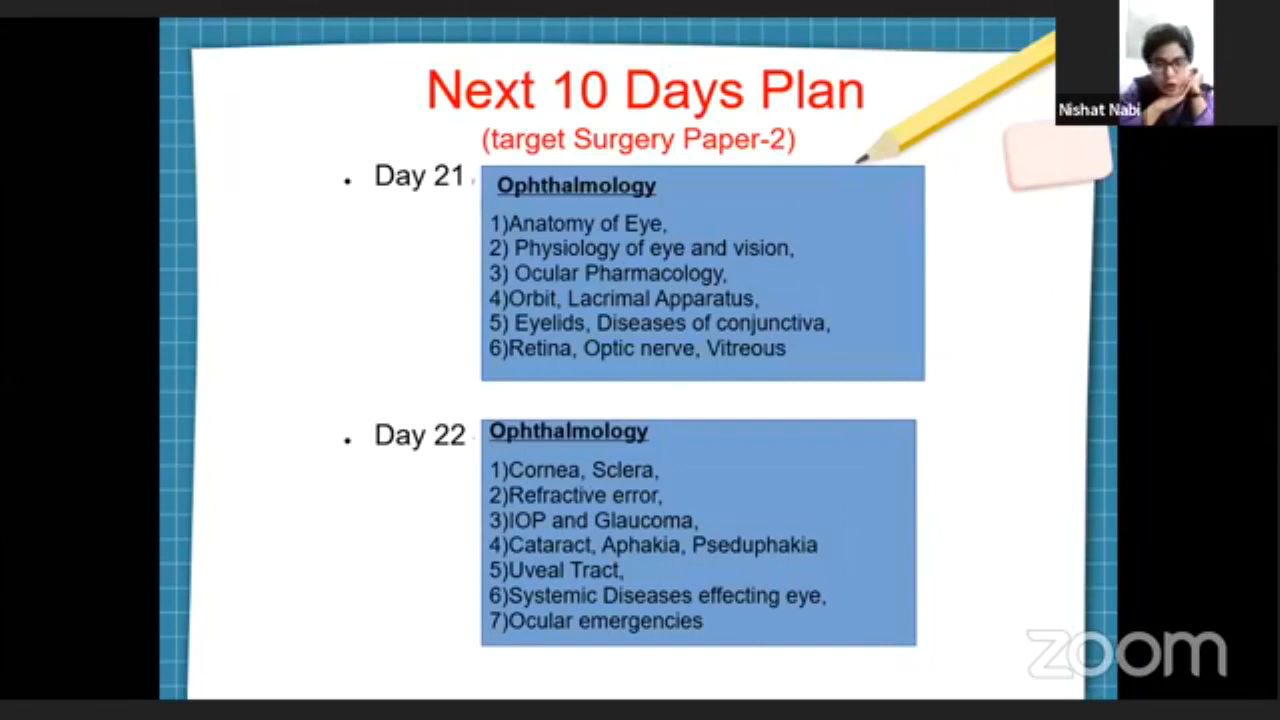 Next 10 Days Plan
(target Surgery Paper-2)
Nishat Nabi
• Day 21
Ophthalmology
1)Anatomy of Eye,
2) Physiology of eye and vision,
3) Ocular Pharmacology,
4)Orbit, Lacrimal Apparatus,
5) Eyelids, Diseases of conjunctiva,
6)Retina, Optic nerve, Vitreous
• Day 22
Ophthalmology
1)Cornea, Sclera,
2)Refractive error,
3)IOP and Glaucoma,
4)Cataract, Aphakia, Pseduphakia
5)Uveal Tract,
6)Systemic Diseases effecting eye,
7)Ocular emergencies
zoom